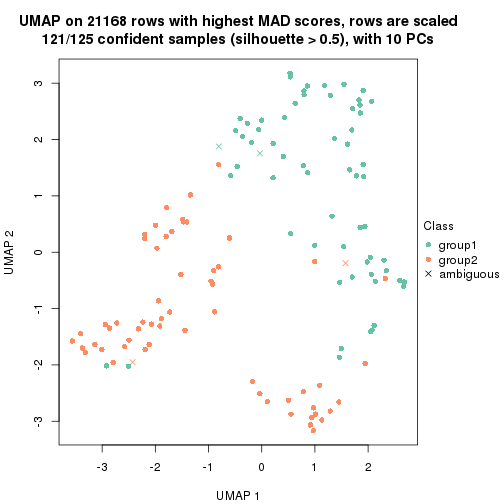 UMAP on 21168 rows with highest MAD scores, rows are scaled
121/125 confident samples (silhouette > 0.5), with 10 PCs
3
2
1
0
-1
-2
-3
UMAP 2
-3 -2 -1 0 1 2
UMAP 1
Class
group1
group2
ambiguous